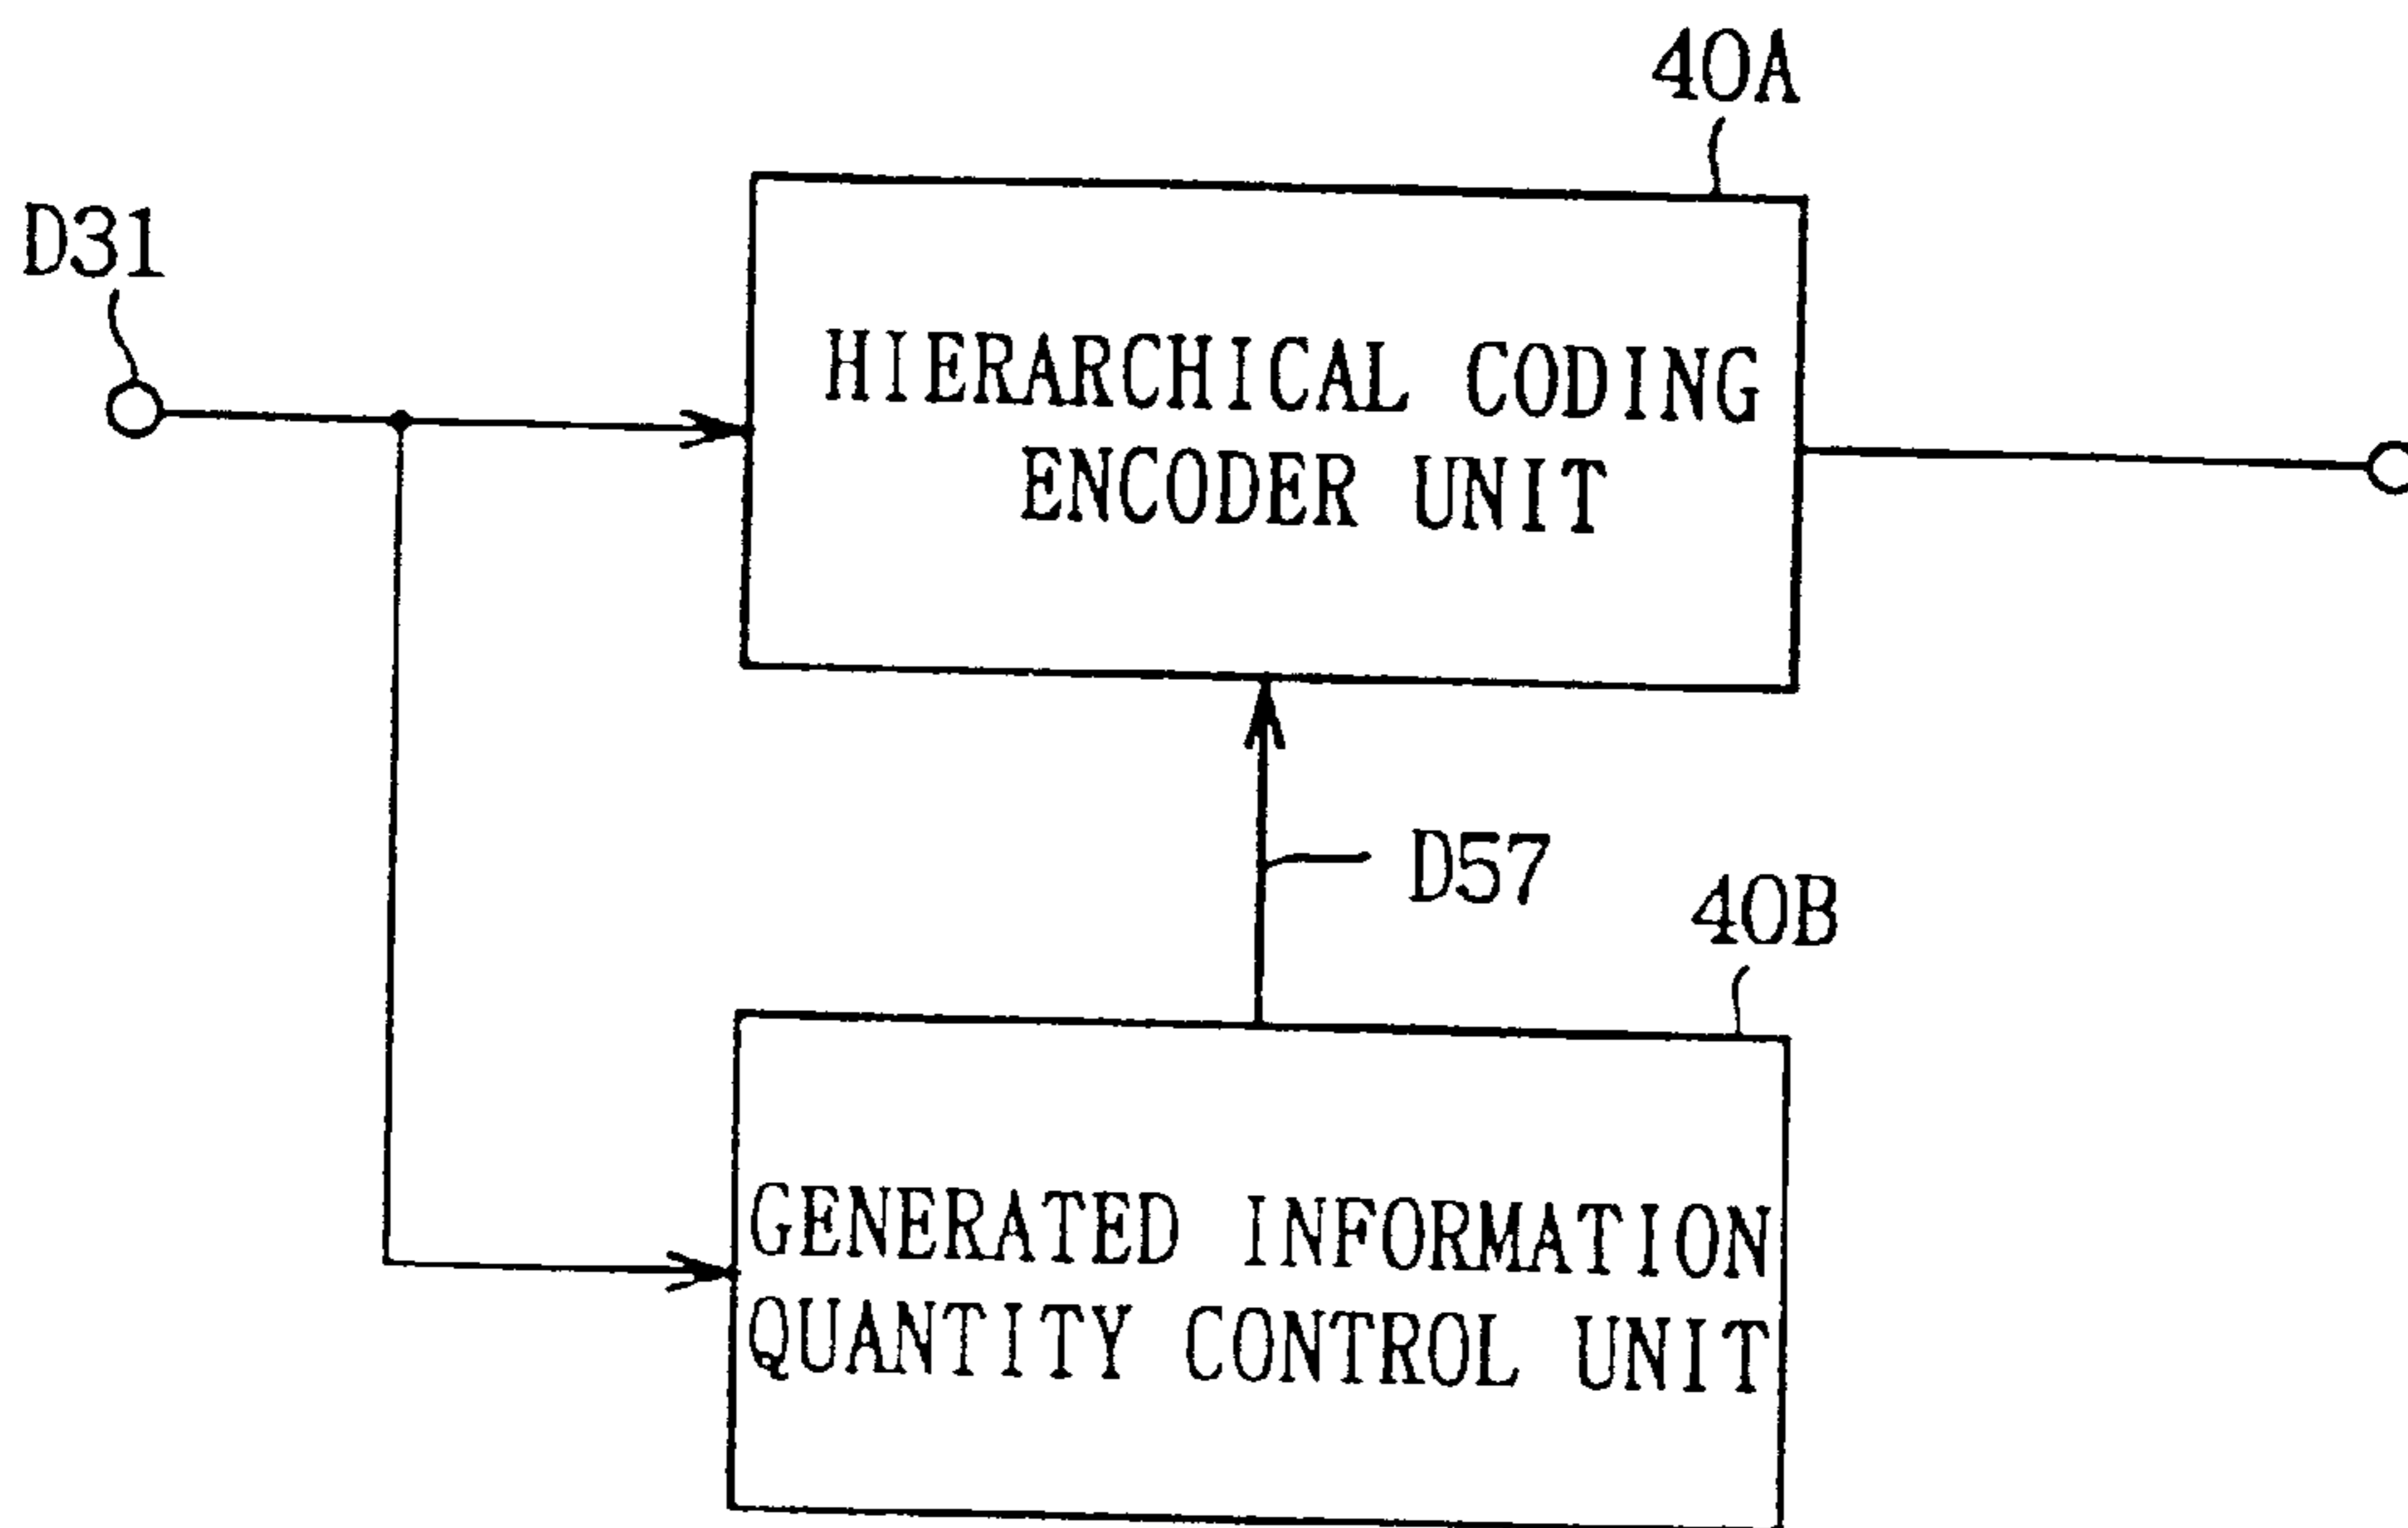 40A
D31
HIERARCHICAL CODING
ENCODER UNIT
D57
40B
GENERATED INFORMATION
QUANTITY CONTROL UNIT